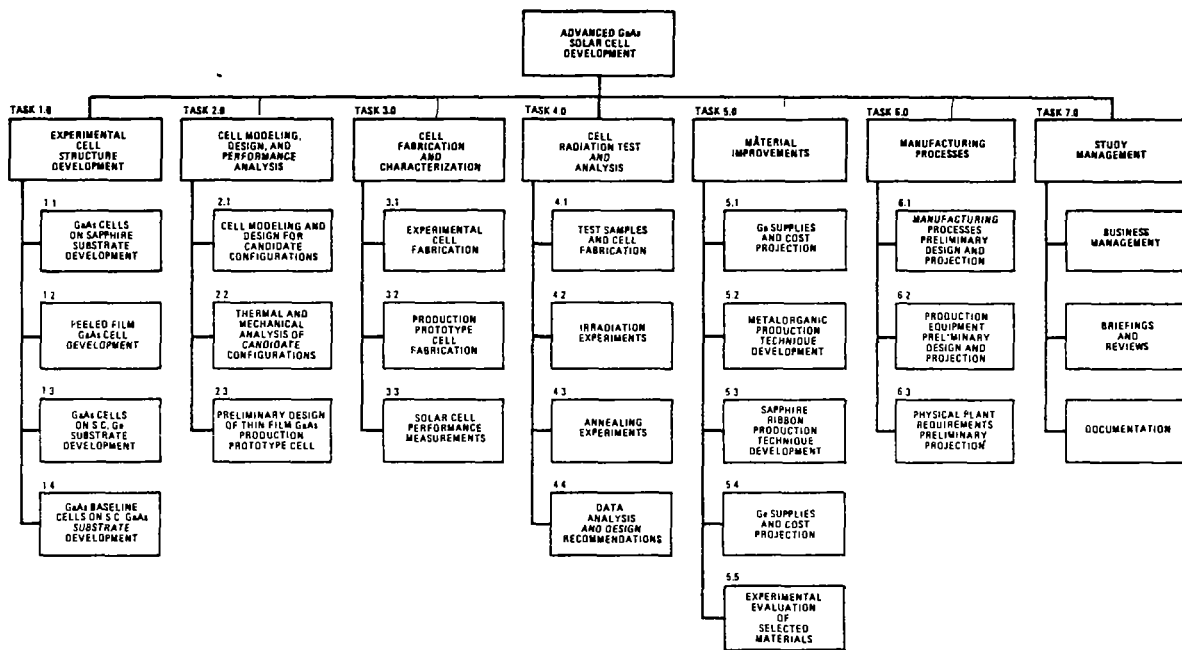 ADVANCED GaAs
SOLAR CELL
DEVELOPMENT
TASK 1.0
EXPERIMENTAL
CELL
STRUCTURE
DEVELOPMENT
1.1
GaAs CELLS
ON SAPPHIRE
SUBSTRATE
DEVELOPMENT
1.2
PEELED FILM
GaAs CELL
DEVELOPMENT
1.3
GaAs CELLS
ON S.C. Ge
SUBSTRATE
DEVELOPMENT
1.4
GaAs BASELINE
CELLS ON S.C. GaAs
SUBSTRATE
DEVELOPMENT
TASK 2.0
CELL MODELING,
DESIGN, AND
PERFORMANCE
ANALYSIS
2.1
CELL MODELING AND
DESIGN FOR
CANDIDATE
CONFIGURATIONS
2.2
THERMAL AND
MECHANICAL
ANALYSIS OF
CANDIDATE
CONFIGURATIONS
2.3
PRELIMINARY DESIGN
OF THIN FILM GaAs
PRODUCTION
PROTOTYPE CELL
TASK 3.0
CELL
FABRICATION
AND
CHARACTERIZATION
3.1
EXPERIMENTAL
CELL
FABRICATION
3.2
PRODUCTION
PROTOTYPE
CELL
FABRICATION
3.3
SOLAR CELL
PERFORMANCE
MEASUREMENTS
TASK 4.0
CELL
RADIATION TEST
AND
ANALYSIS
4.1
TEST SAMPLES
AND CELL
FABRICATION
4.2
IRRADIATION
EXPERIMENTS
4.3
ANNEALING
EXPERIMENTS
4.4
DATA
ANALYSIS
AND DESIGN
RECOMMENDATIONS
TASK 5.0
MATERIAL
IMPROVEMENTS
5.1
Ga SUPPLIES
AND COST
PROJECTION
5.2
METALORGANIC
PRODUCTION
TECHNIQUE
DEVELOPMENT
5.3
SAPPHIRE
RIBBON
PRODUCTION
TECHNIQUE
DEVELOPMENT
5.4
Ge SUPPLIES
AND COST
PROJECTION
5.5
EXPERIMENTAL
EVALUATION
OF
SELECTED
MATERIALS
TASK 6.0
MANUFACTURING
PROCESSES
6.1
MANUFACTURING
PROCESSES
PRELIMINARY
DESIGN AND
PROJECTION
6.2
PRODUCTION
EQUIPMENT
PRELIMINARY
DESIGN AND
PROJECTION
6.3
PHYSICAL PLANT
REQUIREMENTS
PRELIMINARY
PROJECTION
TASK 7.0
STUDY
MANAGEMENT
BUSINESS
MANAGEMENT
BRIEFINGS
AND
REVIEWS
DOCUMENTATION